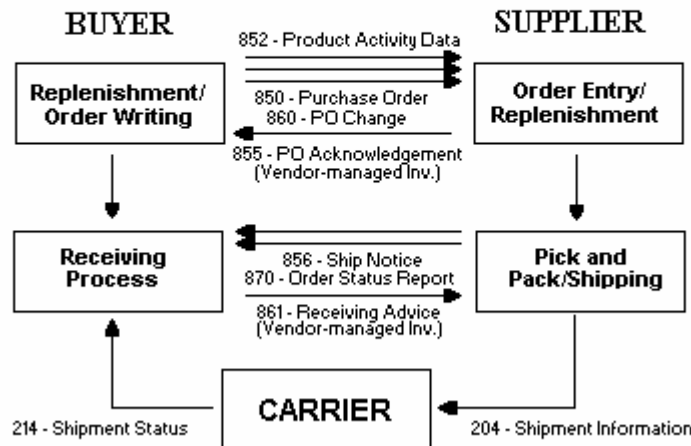 BUYER
SUPPLIER
852 - Product Activity Data
Replenishment/
Order Writing
Order Entry/
Replenishment
850 - Purchase Order
860 - PO Change
855 - PO Acknowledgement
(Vendor-managed Inv.)
Receiving
Process
Pick and
Pack/Shipping
856 - Ship Notice
870 - Order Status Report
861 - Receiving Advice
(Vendor-managed Inv.)
CARRIER
214 - Shipment Status
204 - Shipment Information